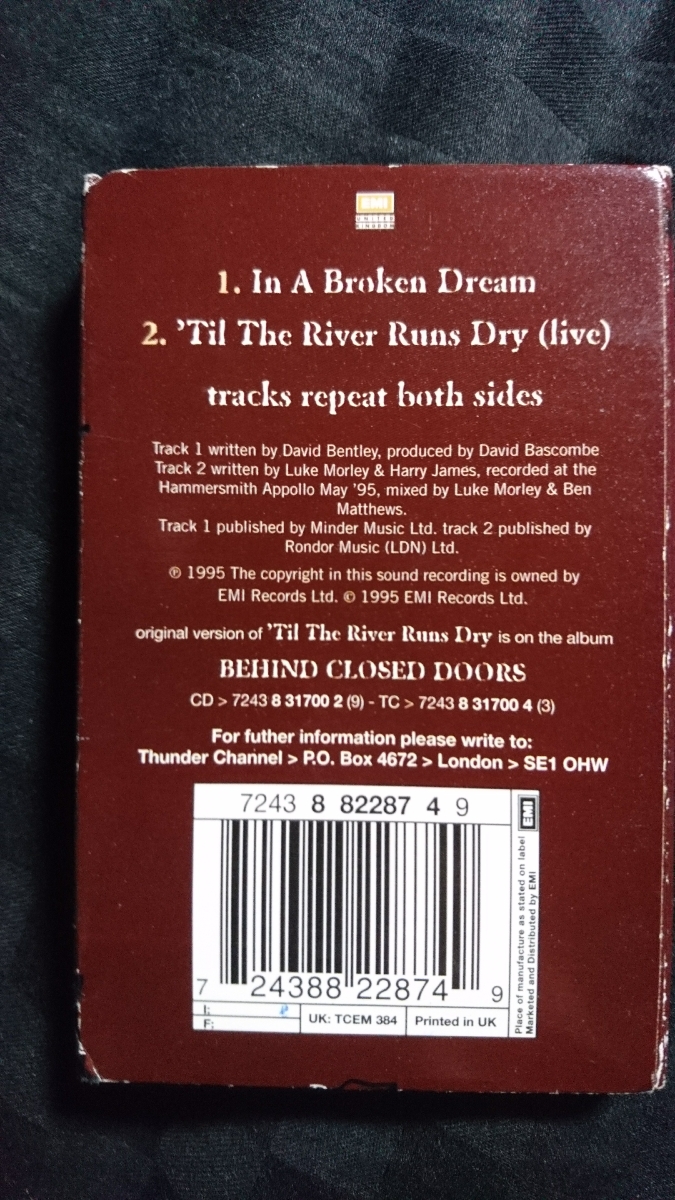 EMI
UNITED
KINGDOM
1. In A Broken Dream
2. 'Til The River Runs Dry (live)
tracks repeat both sides
Track 1 written by David Bentley, produced by David Bascombe
Track 2 written by Luke Morley & Harry James, recorded at the
Hammersmith Appollo May '95, mixed by Luke Morley & Ben
Matthews.
Track 1 published by Minder Music Ltd. track 2 published by
Rondor Music (LDN) Ltd.
℗ 1995 The copyright in this sound recording is owned by
EMI Records Ltd. © 1995 EMI Records Ltd.
original version of 'Til The River Runs Dry is on the album
BEHIND CLOSED DOORS
CD > 7243 8 31700 2 (9) - TC > 7243 8 31700 4 (3)
For futher information please write to:
Thunder Channel > P.O. Box 4672 > London > SE1 OHW
7243 8 82287 4 9
7 24388 22874 9
I:
F:
UK: TCEM 384
Printed in UK
EMI
Place of manufacture as stated on label
Marketed and Distributed by EMI